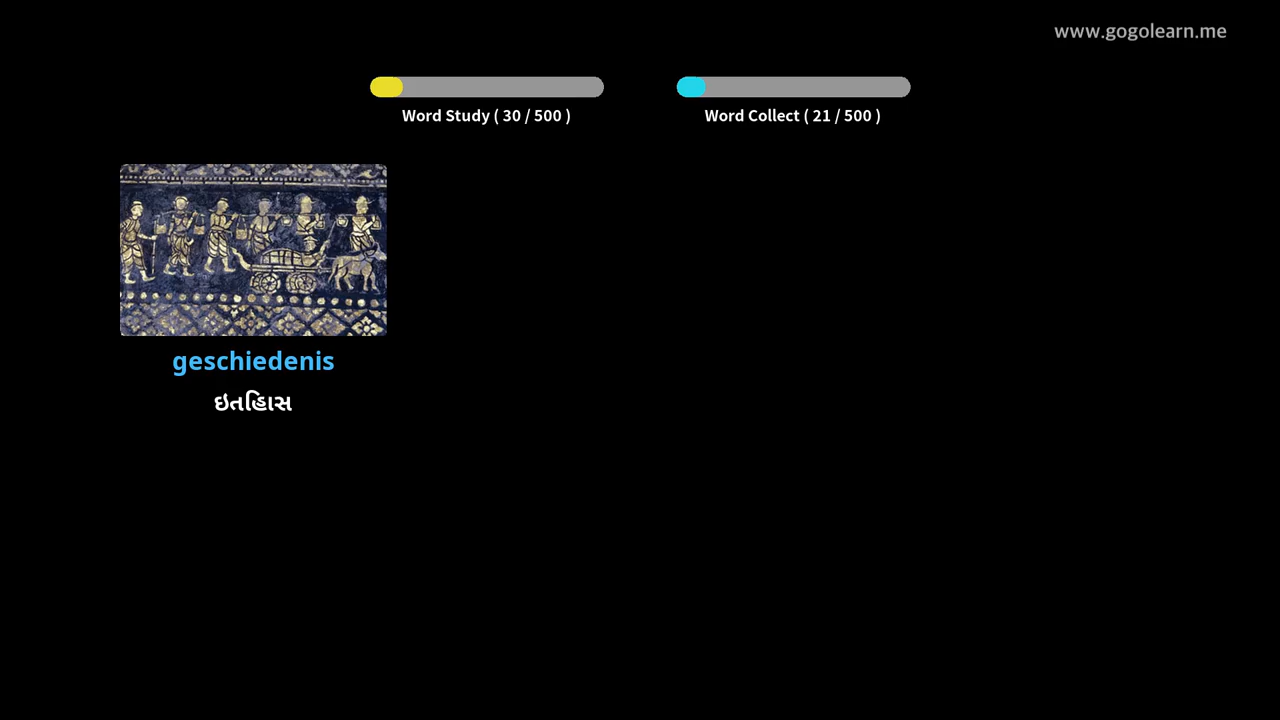 www.gogolearn.me
Word Study ( 30 / 500 )
Word Collect ( 21 / 500 )
geschiedenis
ઇતિહાસ